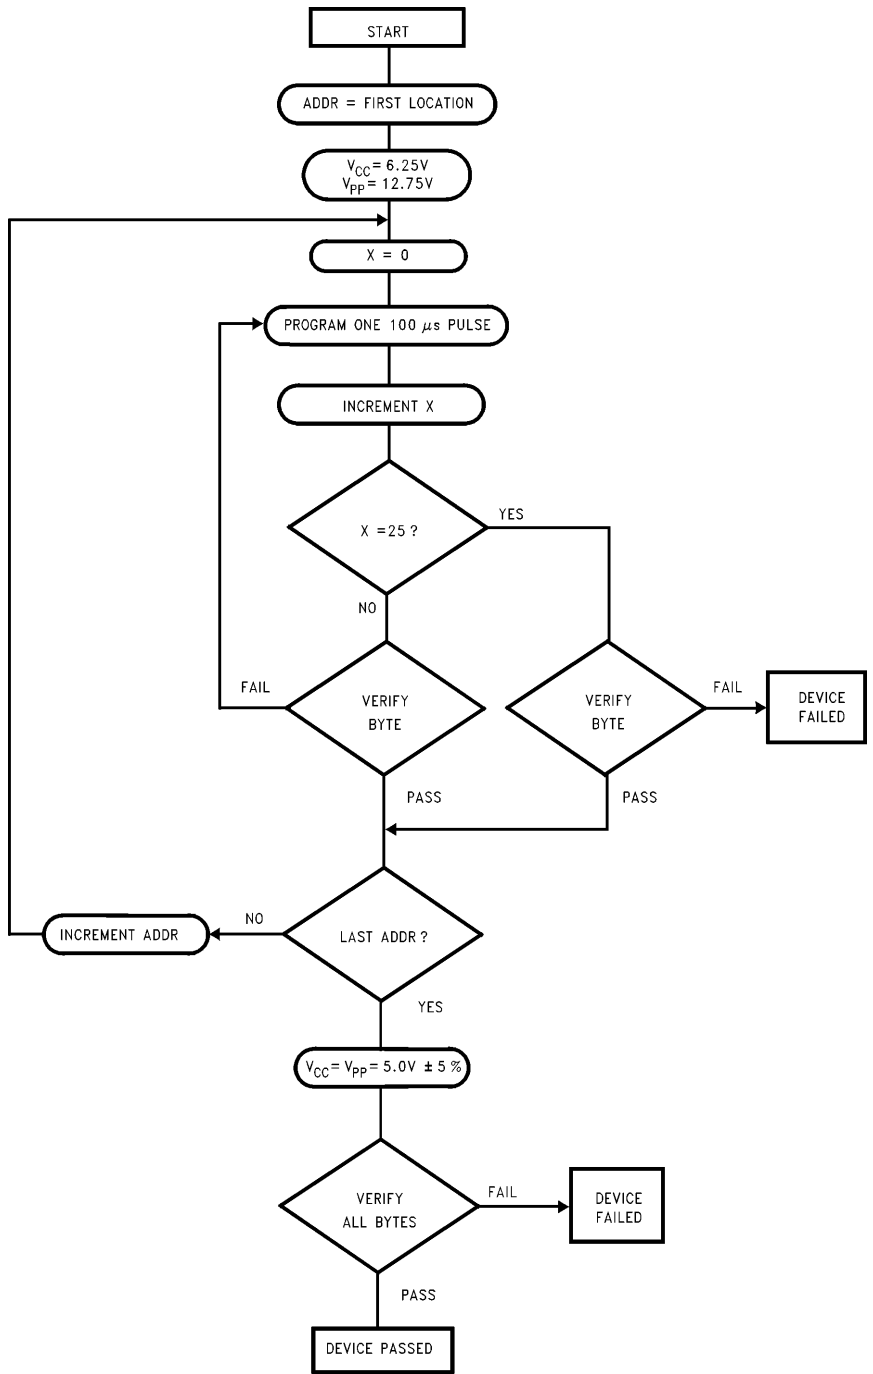 START
ADDR = FIRST LOCATION
VCC = 6.25V
VPP = 12.75V
X = 0
PROGRAM ONE 100 μs PULSE
INCREMENT X
X = 25 ?
YES
NO
FAIL
VERIFY
BYTE
VERIFY
BYTE
FAIL
DEVICE
FAILED
PASS
PASS
INCREMENT ADDR
NO
LAST ADDR ?
YES
VCC = VPP = 5.0V ± 5 %
VERIFY
ALL BYTES
FAIL
DEVICE
FAILED
PASS
DEVICE PASSED